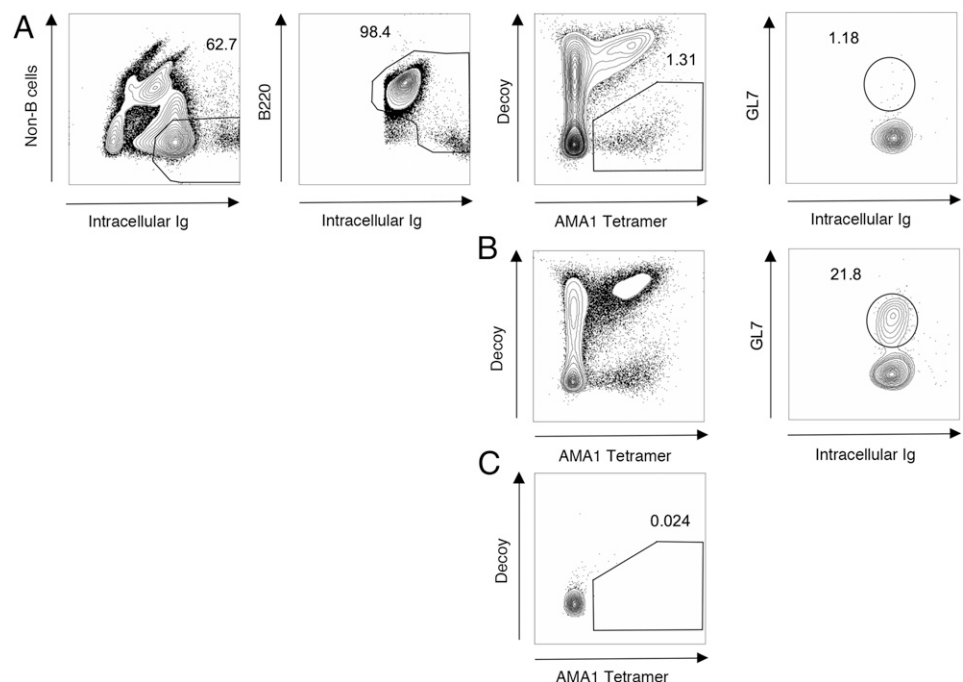 A
Non-B cells
62.7
Intracellular Ig
B220
98.4
Intracellular Ig
Decoy
1.31
AMA1 Tetramer
GL7
1.18
Intracellular Ig
B
Decoy
AMA1 Tetramer
GL7
21.8
Intracellular Ig
C
Decoy
0.024
AMA1 Tetramer